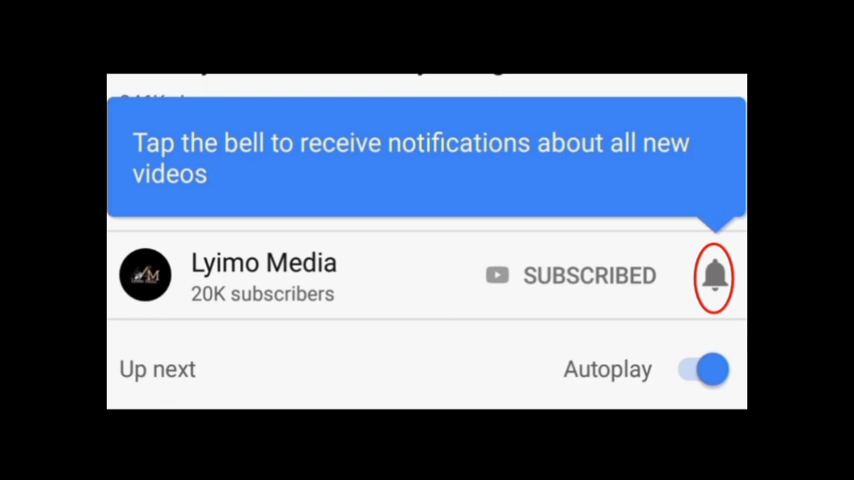 Tap the bell to receive notifications about all new
videos
Lyimo Media
SUBSCRIBED
20K subscribers
Up next
Autoplay